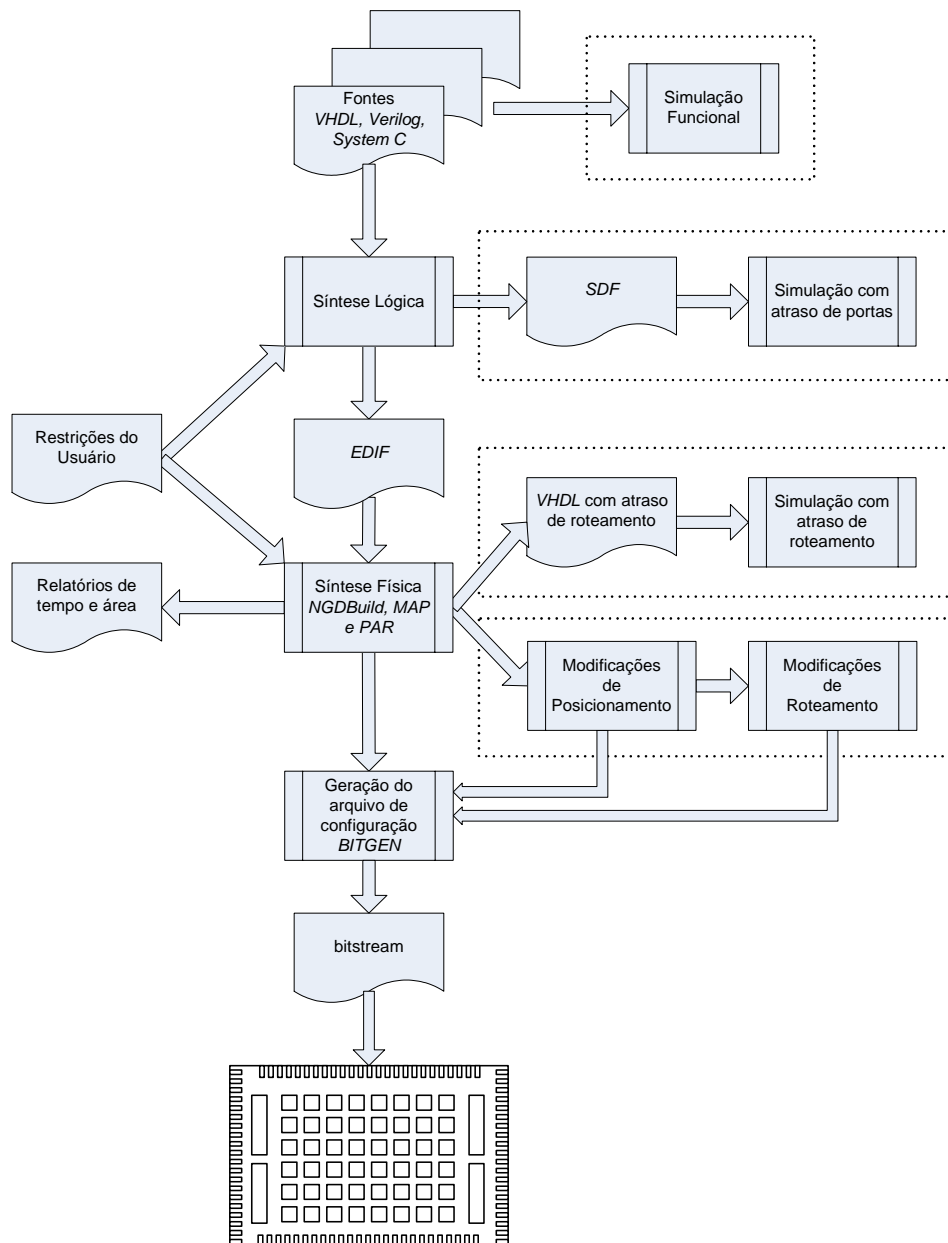 Fontes
VHDL, Verilog,
System C
Simulação
Funcional
Síntese Lógica
SDF
Simulação com
atraso de portas
Restrições do
Usuário
EDIF
VHDL com atraso
de roteamento
Simulação com
atraso de
roteamento
Relatórios de
tempo e área
Síntese Física
NGDBuild, MAP
e PAR
Modificações
de
Posicionamento
Modificações
de
Roteamento
Geração do
arquivo de
configuração
BITGEN
bitstream